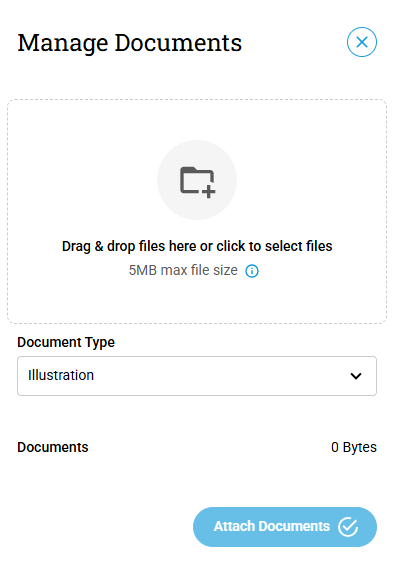 Manage Documents
Drag & drop files here or click to select files
5MB max file size
Document Type
Illustration
Documents
0 Bytes
Attach Documents